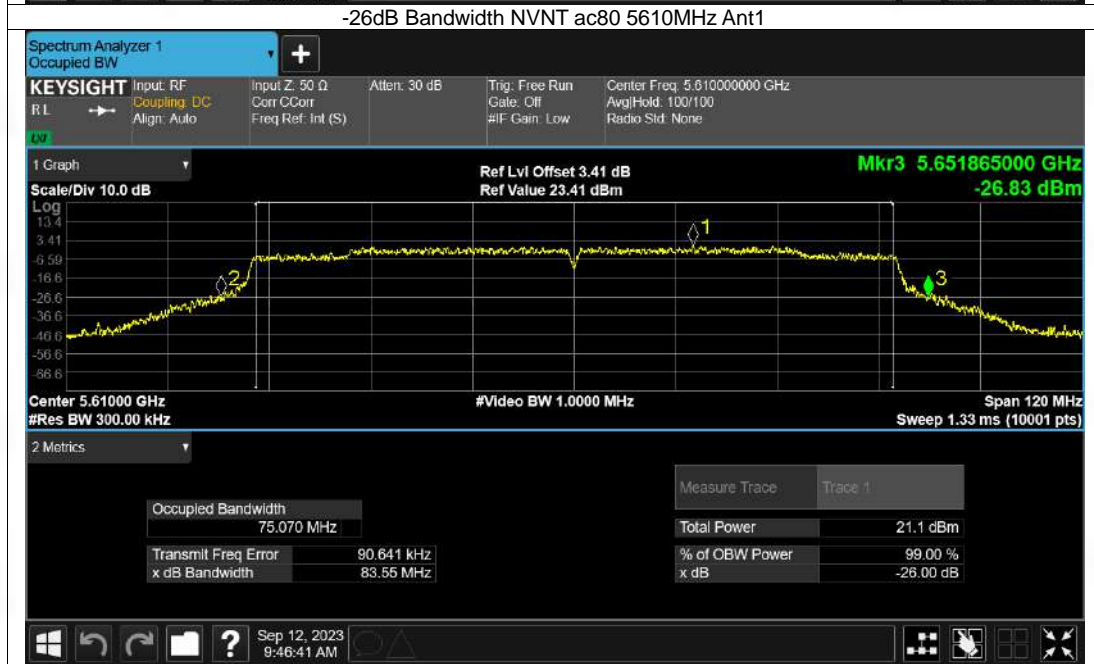 -26dB Bandwidth NVNT ac80 5610MHz Ant1
Spectrum Analyzer 1
Occupied BW
+
KEYSIGHT Input: RF Input Z: 50 Ω Atten: 30 dB Trig: Free Run Center Freq: 5.610000000 GHz
RL Coupling: DC Corr CCorr Gate: Off Avg|Hold: 100/100
Align: Auto Freq Ref: Int (S) #IF Gain: Low Radio Std: None
LXI
1 Graph Ref Lvl Offset 3.41 dB Mkr3 5.651865000 GHz
Scale/Div 10.0 dB Ref Value 23.41 dBm -26.83 dBm
Log
13.4
3.41
-6.59
-16.6
-26.6
-36.6
-46.6
-56.6
-66.6
1
2
3
Center 5.61000 GHz #Video BW 1.0000 MHz Span 120 MHz
#Res BW 300.00 kHz Sweep 1.33 ms (10001 pts)
2 Metrics
Measure Trace Trace 1
Occupied Bandwidth
75.070 MHz Total Power 21.1 dBm
Transmit Freq Error 90.641 kHz % of OBW Power 99.00 %
x dB Bandwidth 83.55 MHz x dB -26.00 dB
? Sep 12, 2023
9:46:41 AM